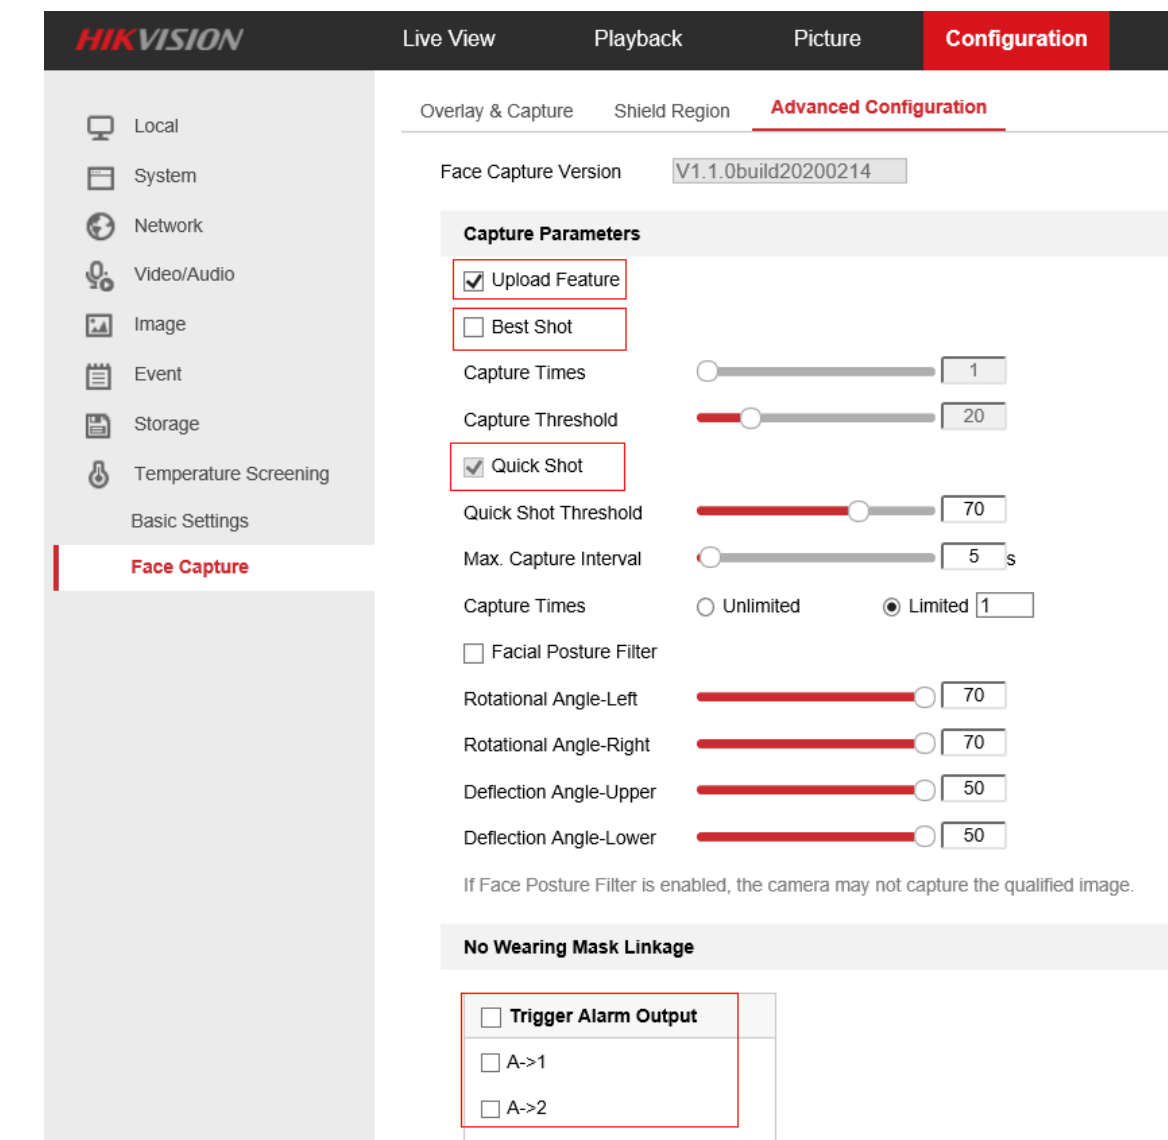 HIKVISION Live View Playback Picture Configuration
Overlay & Capture Shield Region Advanced Configuration
Local
System
Network
Video/Audio
Image
Event
Storage
Temperature Screening
Basic Settings
Face Capture
Face Capture Version V1.1.0build20200214
Capture Parameters
Upload Feature
Best Shot
Capture Times 1
Capture Threshold 20
Quick Shot
Quick Shot Threshold 70
Max. Capture Interval 5 s
Capture Times Unlimited Limited 1
Facial Posture Filter
Rotational Angle-Left 70
Rotational Angle-Right 70
Deflection Angle-Upper 50
Deflection Angle-Lower 50
If Face Posture Filter is enabled, the camera may not capture the qualified image.
No Wearing Mask Linkage
Trigger Alarm Output
A->1
A->2